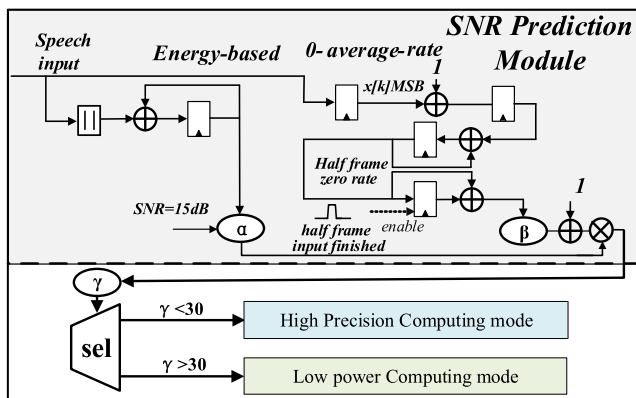 SNR Prediction
Module
Speech
input
Energy-based
0- average-rate
x[k]MSB
1
||
Half frame
zero rate
SNR=15dB
α
half frame
input finished
enable
β
1
γ
sel
γ <30
High Precision Computing mode
γ >30
Low power Computing mode